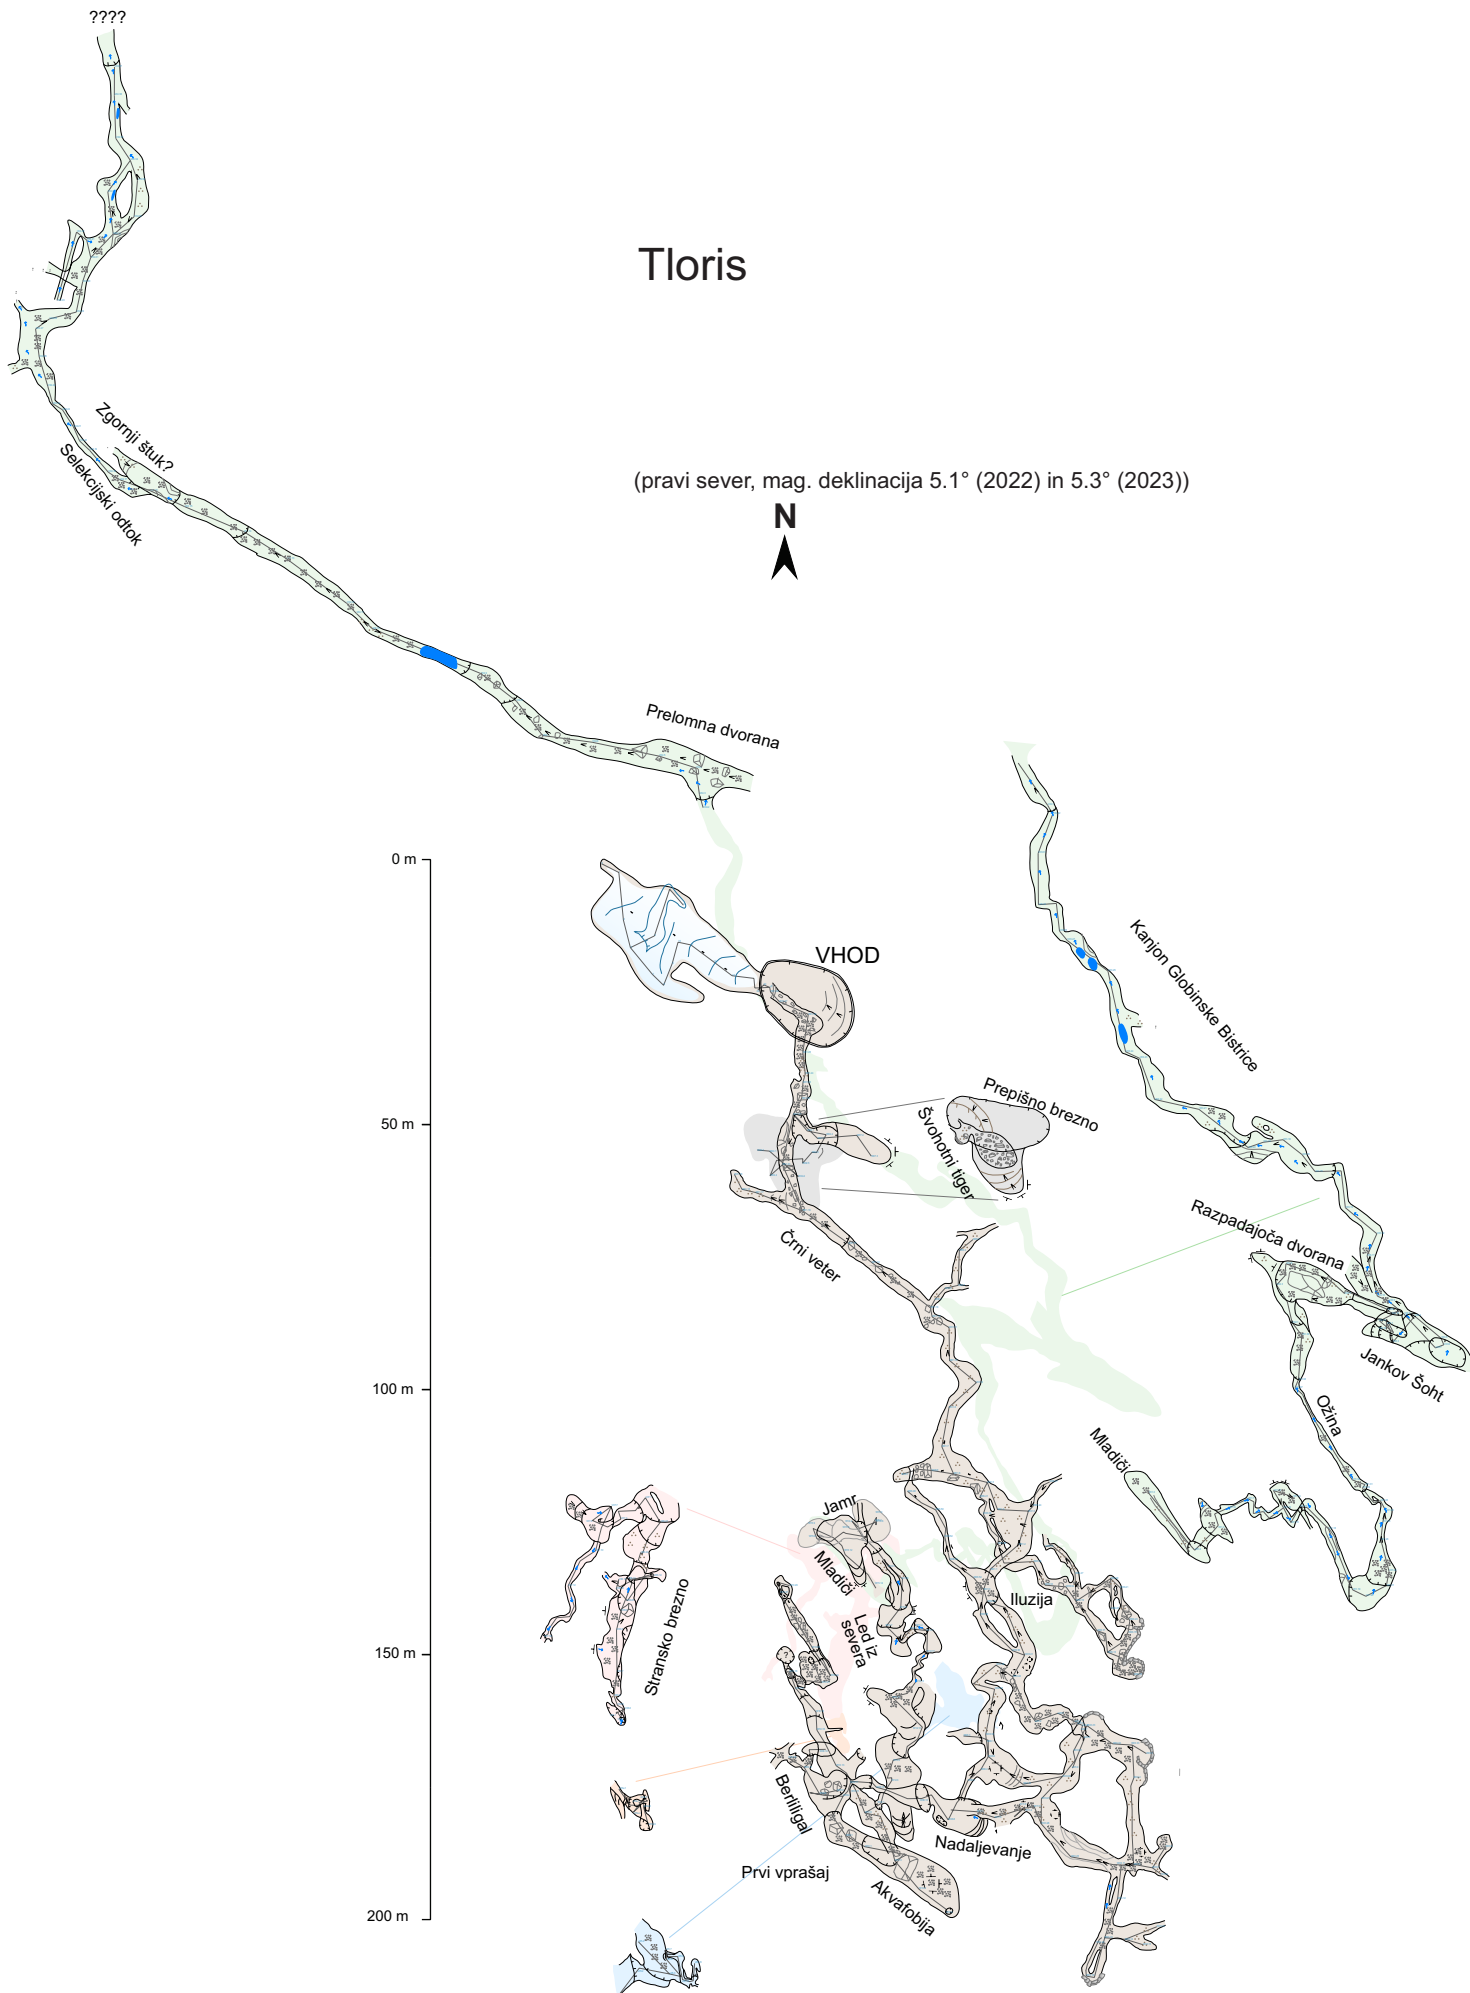 ????
Tloris
Zgornji štuk?
Selekcijski odtok
(pravi sever, mag. deklinacija 5.1° (2022) in 5.3° (2023))
N
Prelomna dvorana
0 m
VHOD
Kanjon Globinske Bistrice
Prepišno brezno
Švohotni tiger
50 m
Razpadajoča dvorana
Črni veter
Jankov Šoht
100 m
Ožina
Mladiči
Jamr
Mladiči
Iluzija
Led iz
severa
Stransko brezno
150 m
Berliligal
Nadaljevanje
Prvi vprašaj
Akvafobija
200 m